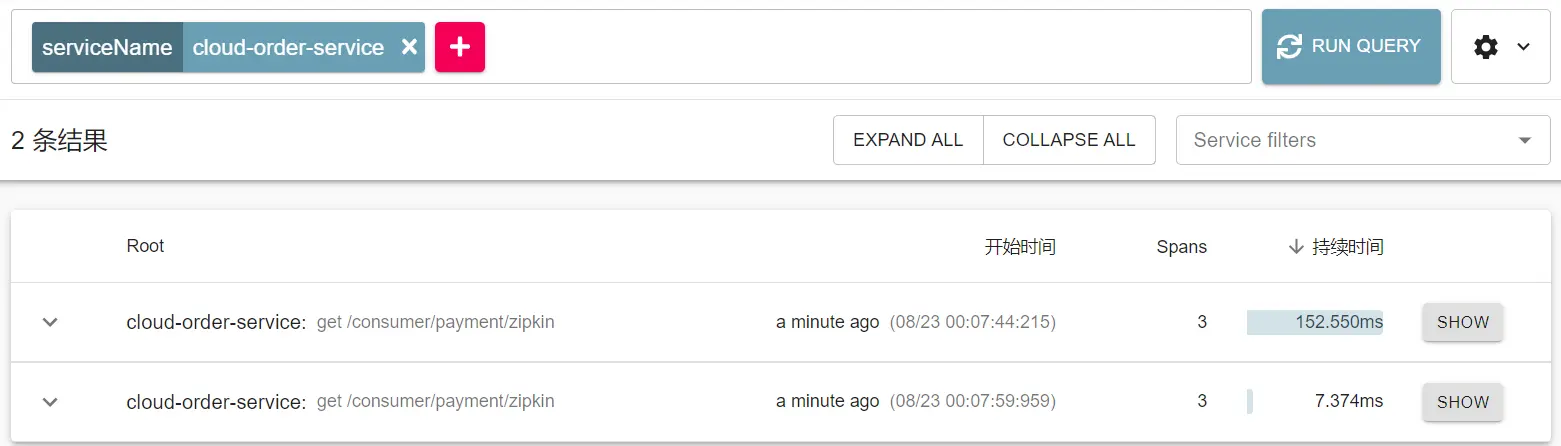 serviceName cloud-order-service RUN QUERY
2 条结果 EXPAND ALL COLLAPSE ALL Service filters
Root 开始时间 Spans 持续时间
cloud-order-service: get /consumer/payment/zipkin a minute ago (08/23 00:07:44:215) 3 152.550ms SHOW
cloud-order-service: get /consumer/payment/zipkin a minute ago (08/23 00:07:59:959) 3 7.374ms SHOW